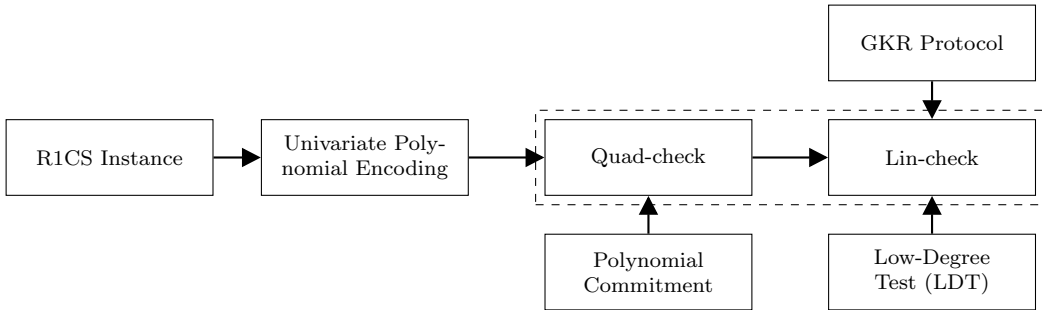 GKR Protocol
R1CS Instance
Univariate Poly-
nomial Encoding
Quad-check
Lin-check
Polynomial
Commitment
Low-Degree
Test (LDT)